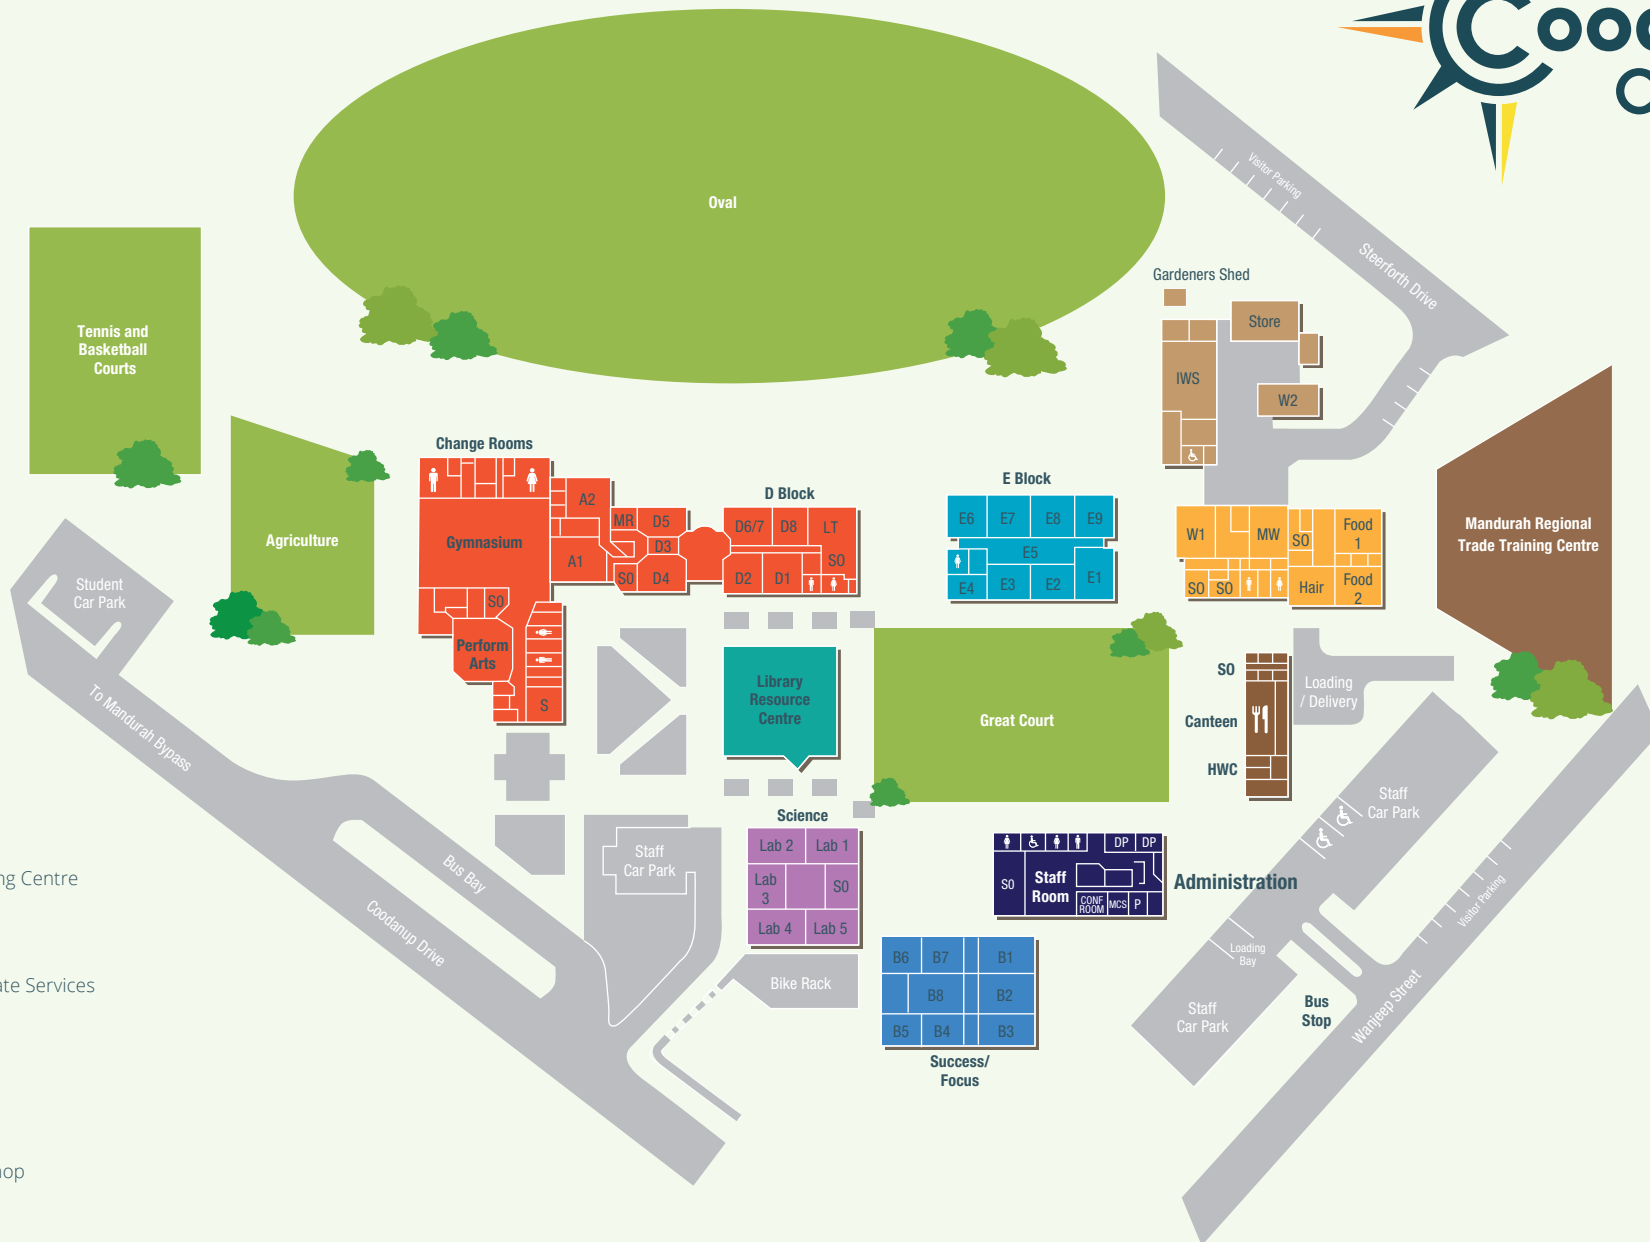 Coo
Oval
Visitor Parking
Steerforth Drive
Gardeners Shed
Store
IWS
W2
Tennis and
Basketball
Courts
Change Rooms
Gymnasium
A2
A1
MR
D5
D3
S0
D4
D Block
D6/7
D8
LT
SO
D2
D1
E Block
E6
E7
E8
E9
E5
E4
E3
E2
E1
W1
MW
SO
Food
1
SO
SO
Hair
Food
2
Mandurah Regional
Trade Training Centre
Agriculture
Student
Car Park
S0
Perform
Arts
S
To Mandurah Bypass
Library
Resource
Centre
Great Court
SO
Canteen
HWC
Loading
/ Delivery
Staff
Car Park
Visitor Parking
Science
Lab 2
Lab 1
Lab
3
S0
Lab 4
Lab 5
Staff
Car Park
Bus Bay
Coodanup Drive
Bike Rack
DP
DP
S0
Staff
Room
CONF
ROOM
MCS
P
Administration
B6
B7
B1
B8
B2
B5
B4
B3
Success/
Focus
Loading
Bay
Staff
Car Park
Bus
Stop
Wanjeep Street
ng Centre
ate Services
hop